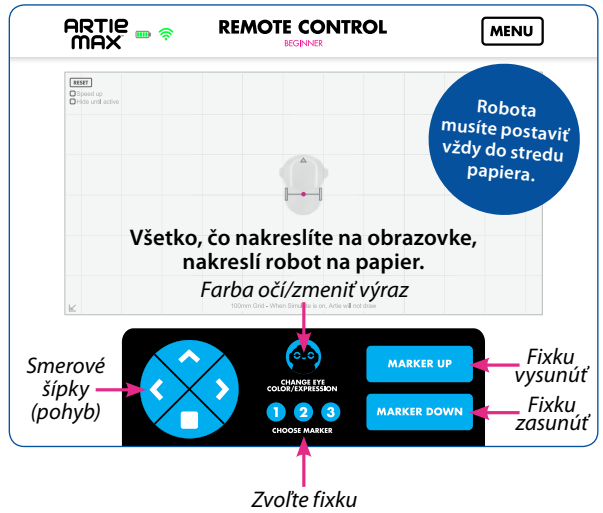 ARTIE
MAX
REMOTE CONTROL
BEGINNER
MENU
RESET
Speed up
Hide until active
Robota
musíte postaviť
vždy do stredu
papiera.
Všetko, čo nakreslíte na obrazovke,
nakreslí robot na papier.
Farba očí/zmeniť výraz
100mm Grid - When Simulate is on, Artie will not draw
Smerové
šípky
(pohyb)
CHANGE EYE
COLOR/EXPRESSION
1 2 3
CHOOSE MARKER
MARKER UP
MARKER DOWN
Fixku
vysunúť
Fixku
zasunúť
Zvoľte fixku